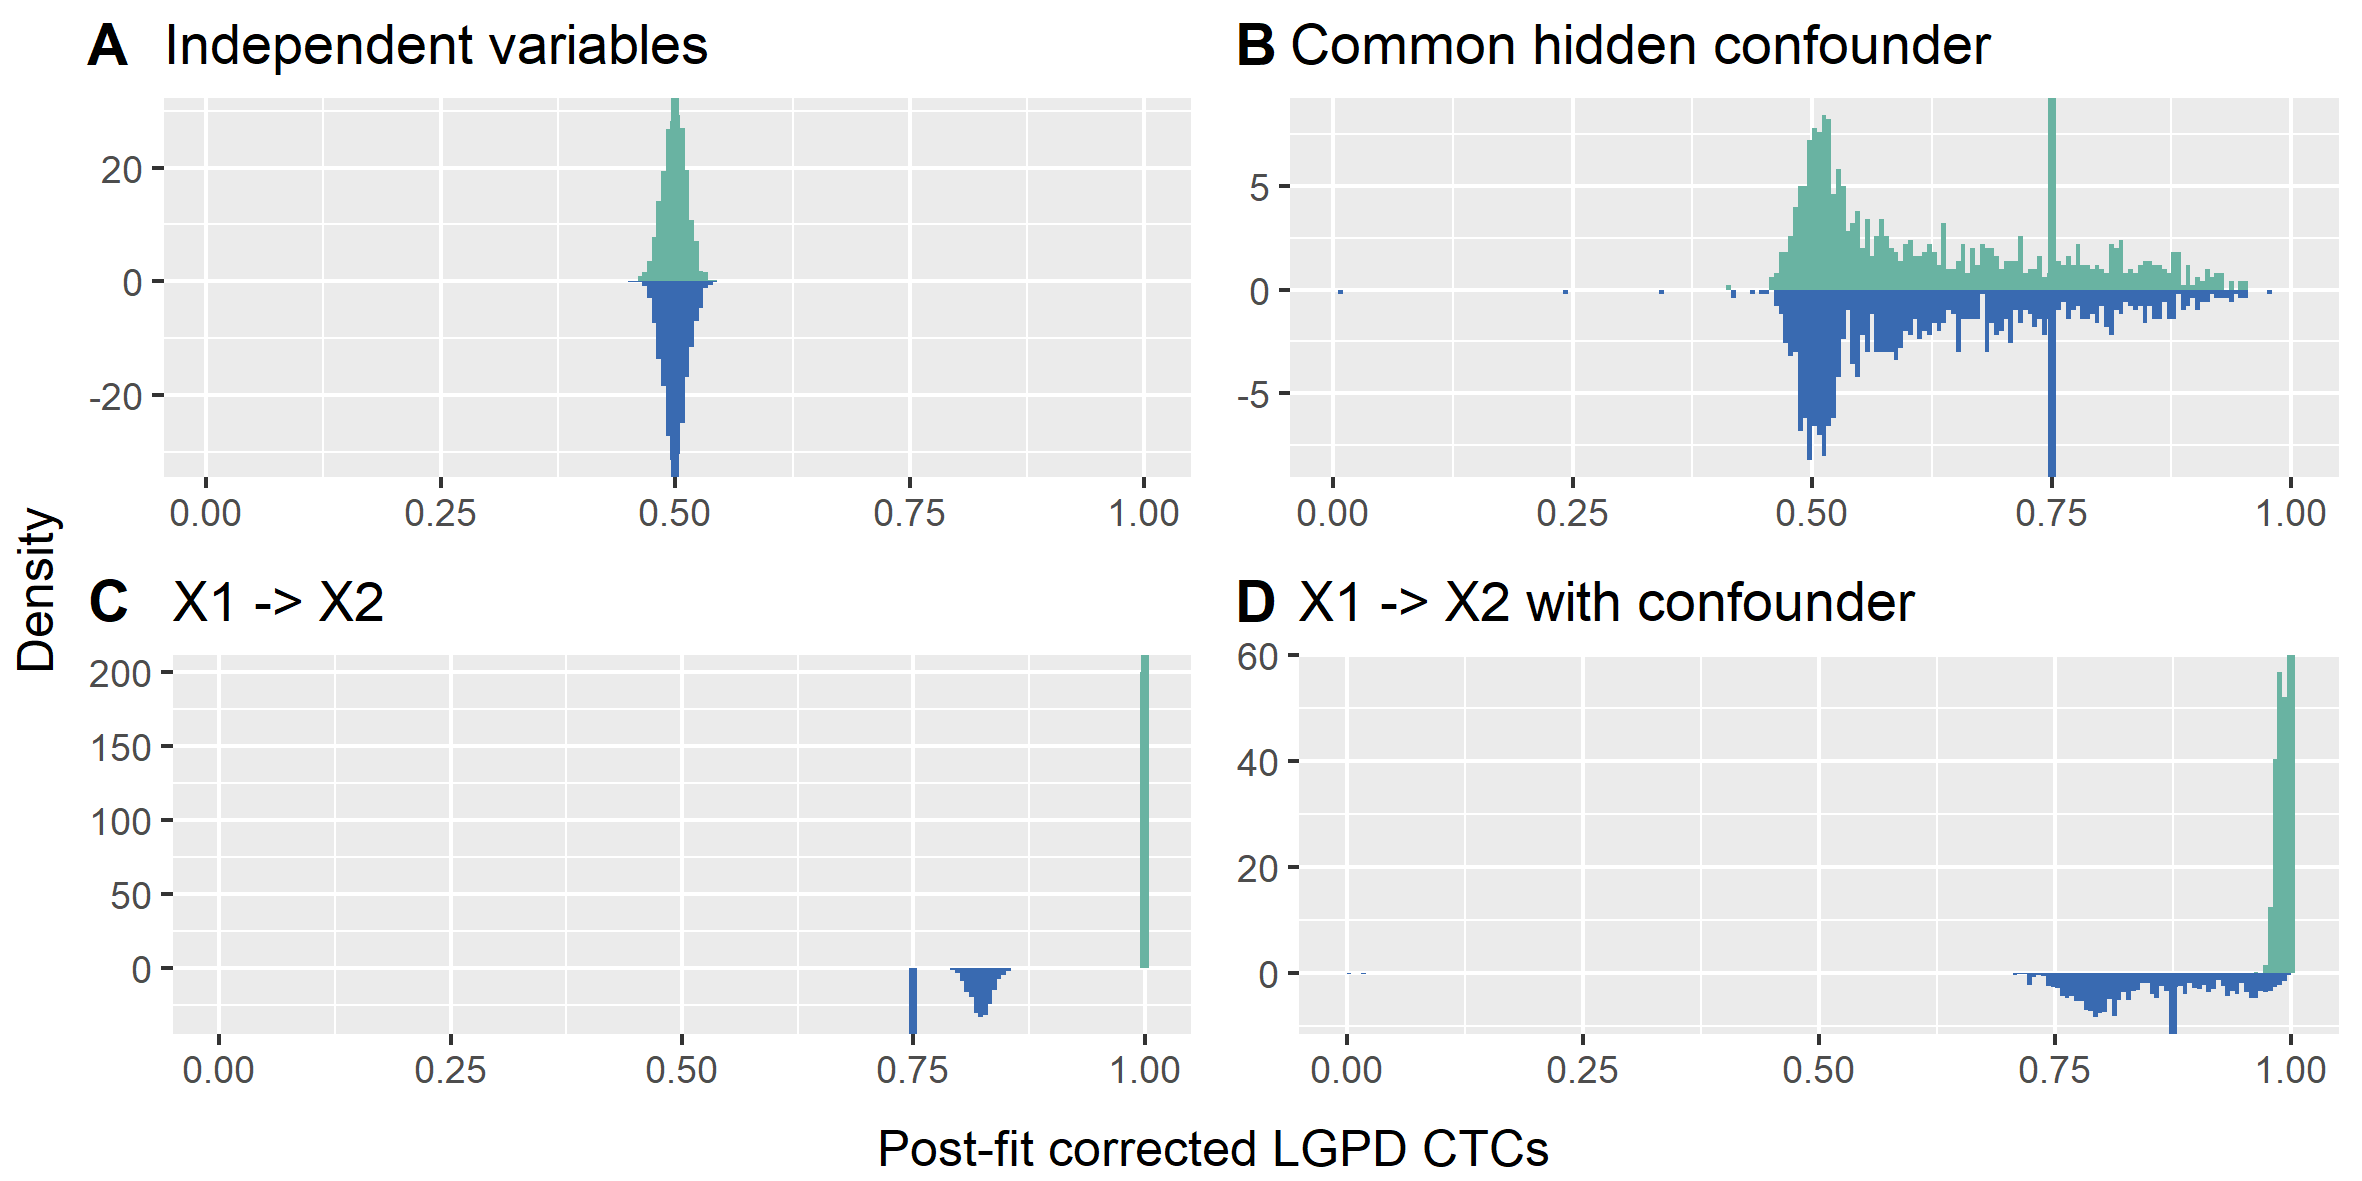 A Independent variables
20
0
-20
0.00 0.25 0.50 0.75 1.00
B Common hidden confounder
5
0
-5
0.00 0.25 0.50 0.75 1.00
Density
C X1 -> X2
200
150
100
50
0
0.00 0.25 0.50 0.75 1.00
D X1 -> X2 with confounder
60
40
20
0
0.00 0.25 0.50 0.75 1.00
Post-fit corrected LGPD CTCs